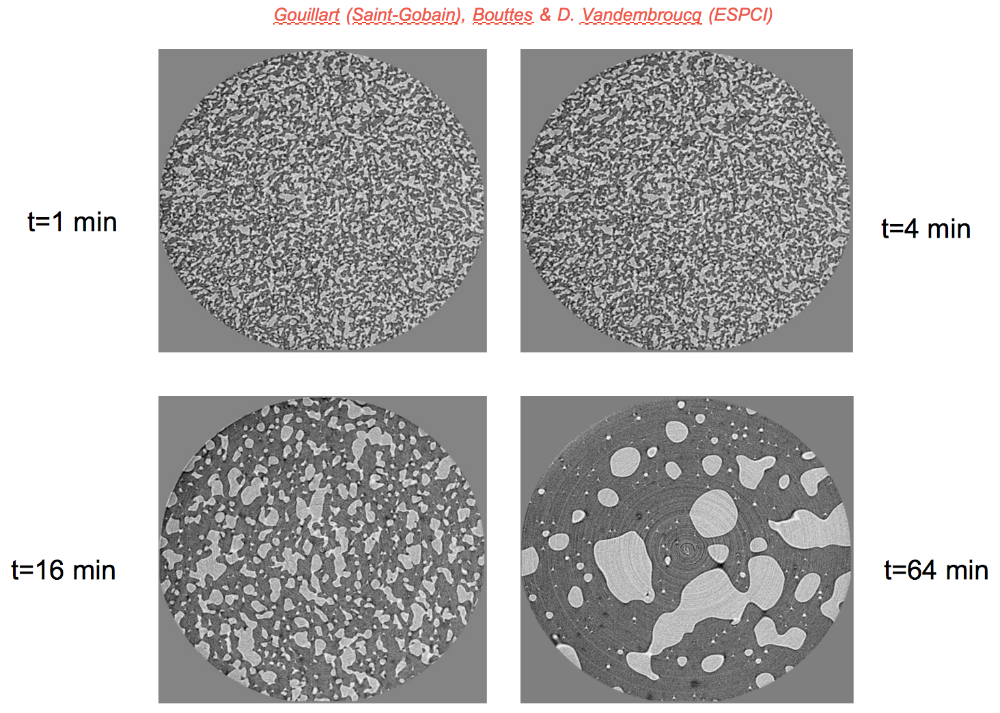 Gouillart (Saint-Gobain), Bouttes & D. Vandembroucq (ESPCI)
t=1 min
t=4 min
t=16 min
t=64 min